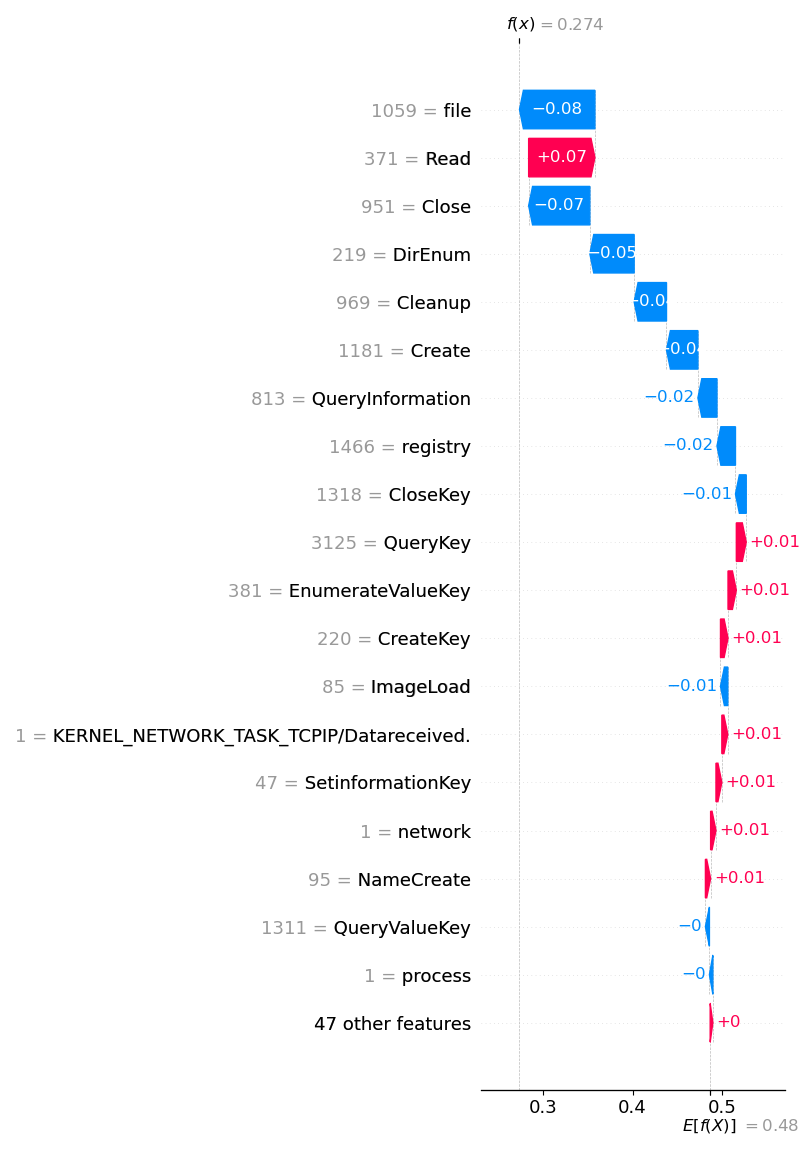 f(x) = 0.274
1059 = file −0.08
371 = Read +0.07
951 = Close −0.07
219 = DirEnum −0.05
969 = Cleanup
1181 = Create −0.04
813 = QueryInformation −0.02
1466 = registry −0.02
1318 = CloseKey −0.01
3125 = QueryKey +0.01
381 = EnumerateValueKey +0.01
220 = CreateKey +0.01
85 = ImageLoad −0.01
1 = KERNEL_NETWORK_TASK_TCPIP/Datareceived. +0.01
47 = SetinformationKey +0.01
1 = network +0.01
95 = NameCreate +0.01
1311 = QueryValueKey −0
1 = process −0
47 other features +0
0.3 0.4 0.5
E[f(X)] = 0.48